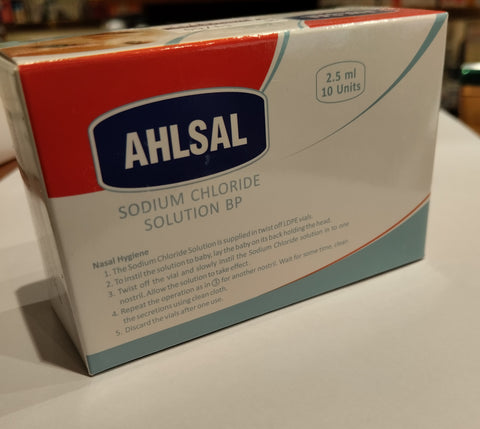 2.5 ml
10 Units
AHLSAL
SODIUM CHLORIDE
SOLUTION BP
Nasal Hygiene
1. The Sodium Chloride Solution is supplied in twist off LDPE vials.
2. To instil the solution to baby, lay the baby on its back holding the head.
3. Twist off the vial and slowly instil the Sodium Chloride solution in to one
nostril. Allow the solution to take effect.
4. Repeat the operation as in ③ for another nostril. Wait for some time, clean
the secretions using clean cloth.
5. Discard the vials after one use.